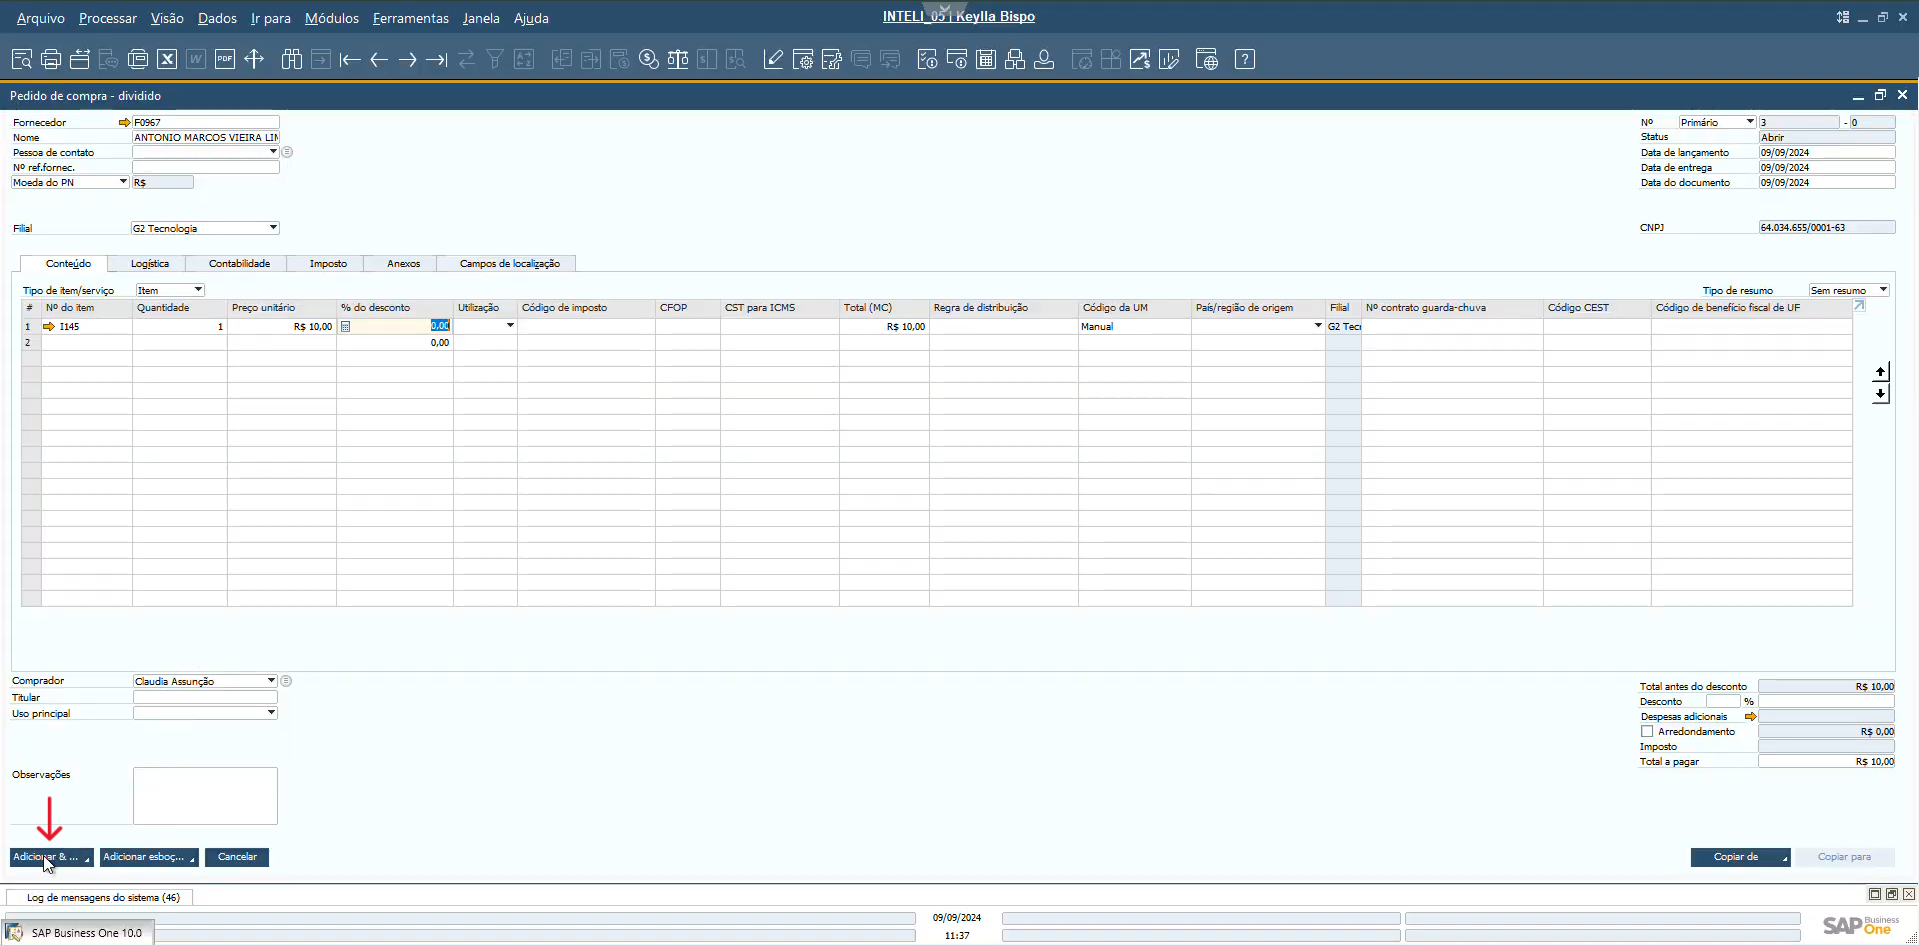 Arquivo Processar Visão Dados Ir para Módulos Ferramentas Janela Ajuda
INTELI_05 | Keylla Bispo
Pedido de compra - dividido
Fornecedor F0967
Nome ANTONIO MARCOS VIEIRA LIM
Pessoa de contato
Nº ref.fornec.
Moeda do PN R$
Filial G2 Tecnologia
Nº Primário 3 - 0
Status Abrir
Data de lançamento 09/09/2024
Data de entrega 09/09/2024
Data do documento 09/09/2024
CNPJ 64.034.655/0001-63
Conteúdo Logística Contabilidade Imposto Anexos Campos de localização
Tipo de item/serviço Item Tipo de resumo Sem resumo
# Nº do item Quantidade Preço unitário % do desconto Utilização Código de imposto CFOP CST para ICMS Total (MC) Regra de distribuição Código da UM País/região de origem Filial Nº contrato guarda-chuva Código CEST Código de benefício fiscal de UF
1 I145 1 R$ 10,00 0,00 R$ 10,00 Manual G2 Tecn
2 0,00
Comprador Claudia Assunção
Titular
Uso principal
Observações
Total antes do desconto R$ 10,00
Desconto %
Despesas adicionais
Arredondamento R$ 0,00
Imposto
Total a pagar R$ 10,00
Adicionar & ... Adicionar esboç... Cancelar Copiar de Copiar para
Log de mensagens do sistema (46)
09/09/2024
11:37
SAP Business One 10.0
SAP Business One